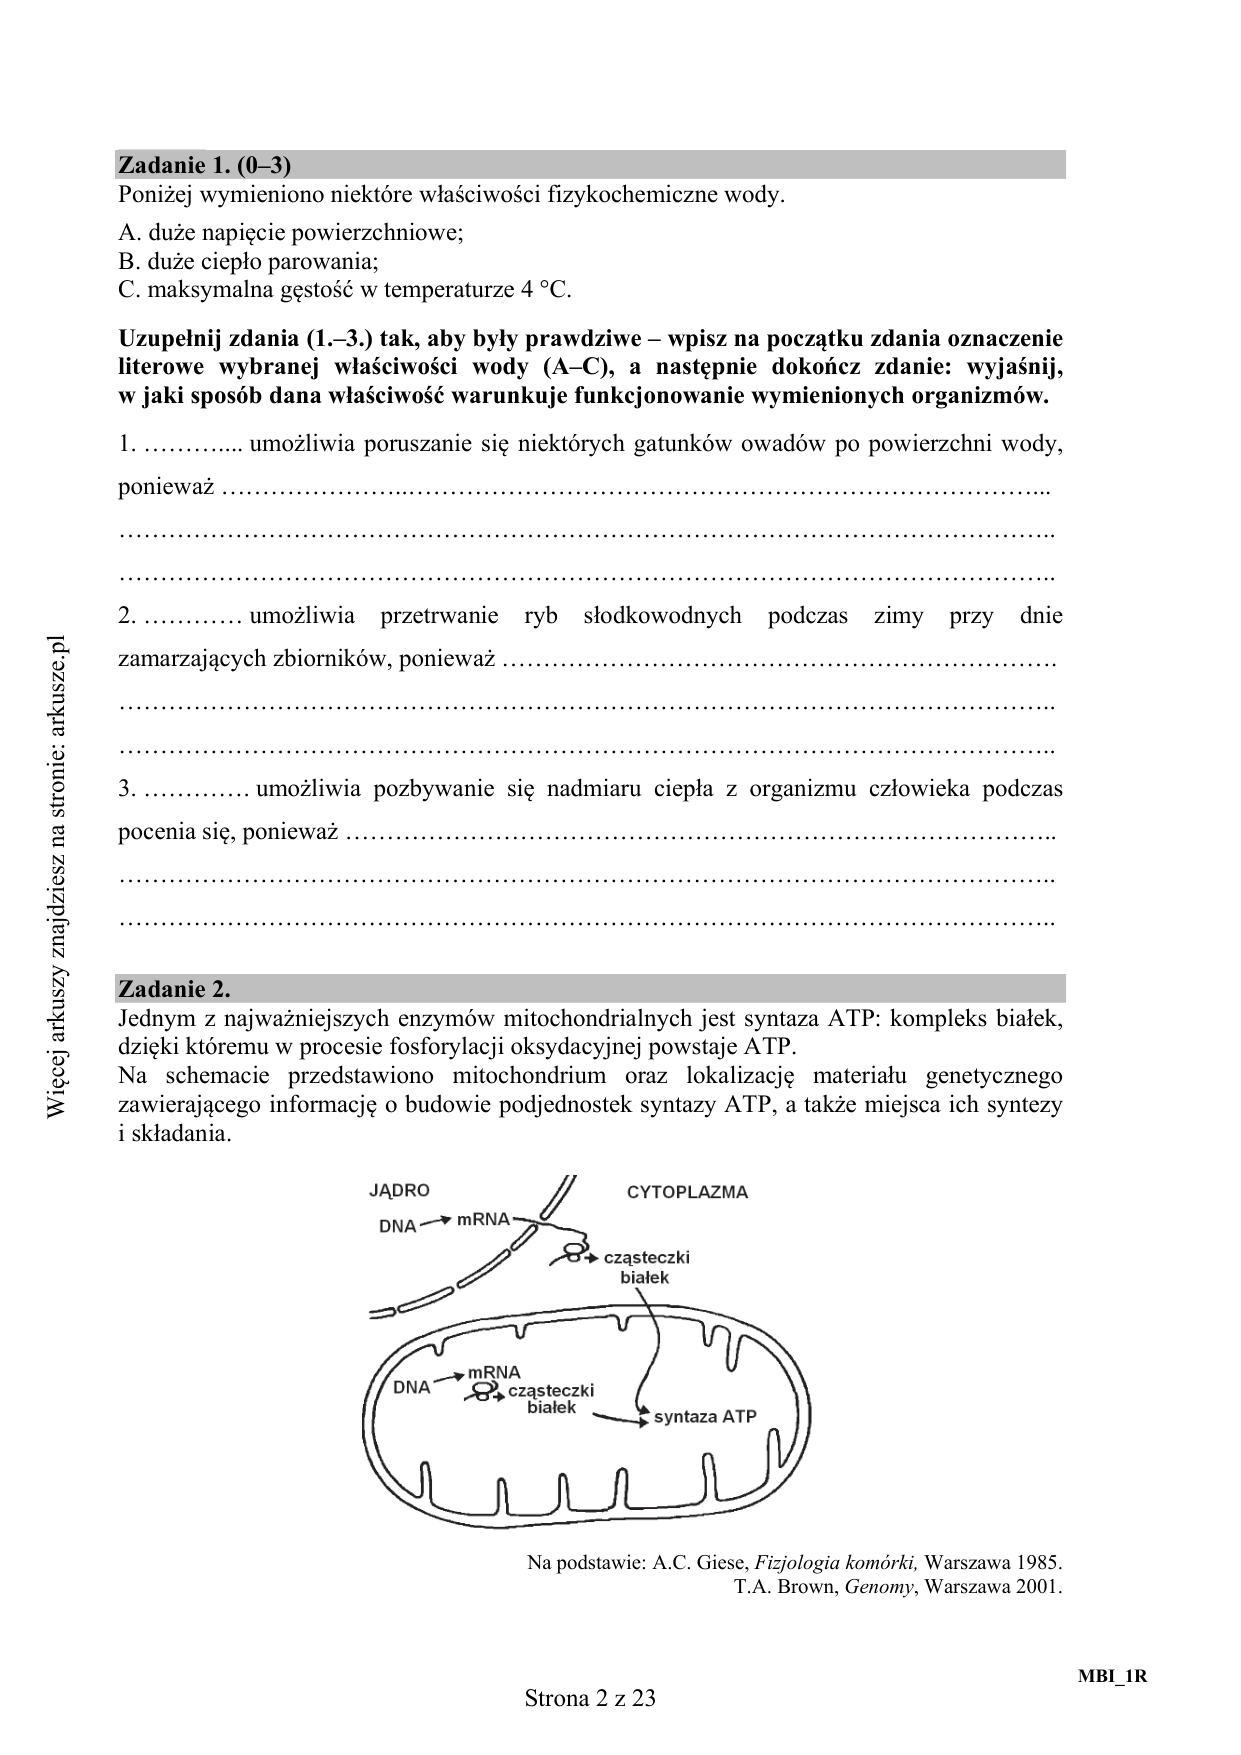 Zadanie 1. (0–3)
Poniżej wymieniono niektóre właściwości fizykochemiczne wody.
A. duże napięcie powierzchniowe;
B. duże ciepło parowania;
C. maksymalna gęstość w temperaturze 4 °C.
Uzupełnij zdania (1.–3.) tak, aby były prawdziwe – wpisz na początku zdania oznaczenie
literowe wybranej właściwości wody (A–C), a następnie dokończ zdanie: wyjaśnij,
w jaki sposób dana właściwość warunkuje funkcjonowanie wymienionych organizmów.
1. ……….... umożliwia poruszanie się niektórych gatunków owadów po powierzchni wody,
ponieważ …………………..…………………………………………………………………...
…………………………………………………………………………………………………..
…………………………………………………………………………………………………..
2. ………… umożliwia przetrwanie ryb słodkowodnych podczas zimy przy dnie
zamarzających zbiorników, ponieważ ………………………………………………………….
…………………………………………………………………………………………………..
…………………………………………………………………………………………………..
3. …………. umożliwia pozbywanie się nadmiaru ciepła z organizmu człowieka podczas
pocenia się, ponieważ …………………………………………………………………………..
…………………………………………………………………………………………………..
…………………………………………………………………………………………………..
Zadanie 2.
Jednym z najważniejszych enzymów mitochondrialnych jest syntaza ATP: kompleks białek,
dzięki któremu w procesie fosforylacji oksydacyjnej powstaje ATP.
Na schemacie przedstawiono mitochondrium oraz lokalizację materiału genetycznego
zawierającego informację o budowie podjednostek syntazy ATP, a także miejsca ich syntezy
i składania.
JĄDRO
CYTOPLAZMA
DNA
mRNA
cząsteczki
białek
DNA
mRNA
cząsteczki
białek
syntaza ATP
Na podstawie: A.C. Giese, Fizjologia komórki, Warszawa 1985.
T.A. Brown, Genomy, Warszawa 2001.
MBI_1R
Strona 2 z 23
Więcej arkuszy znajdziesz na stronie: arkusze.pl